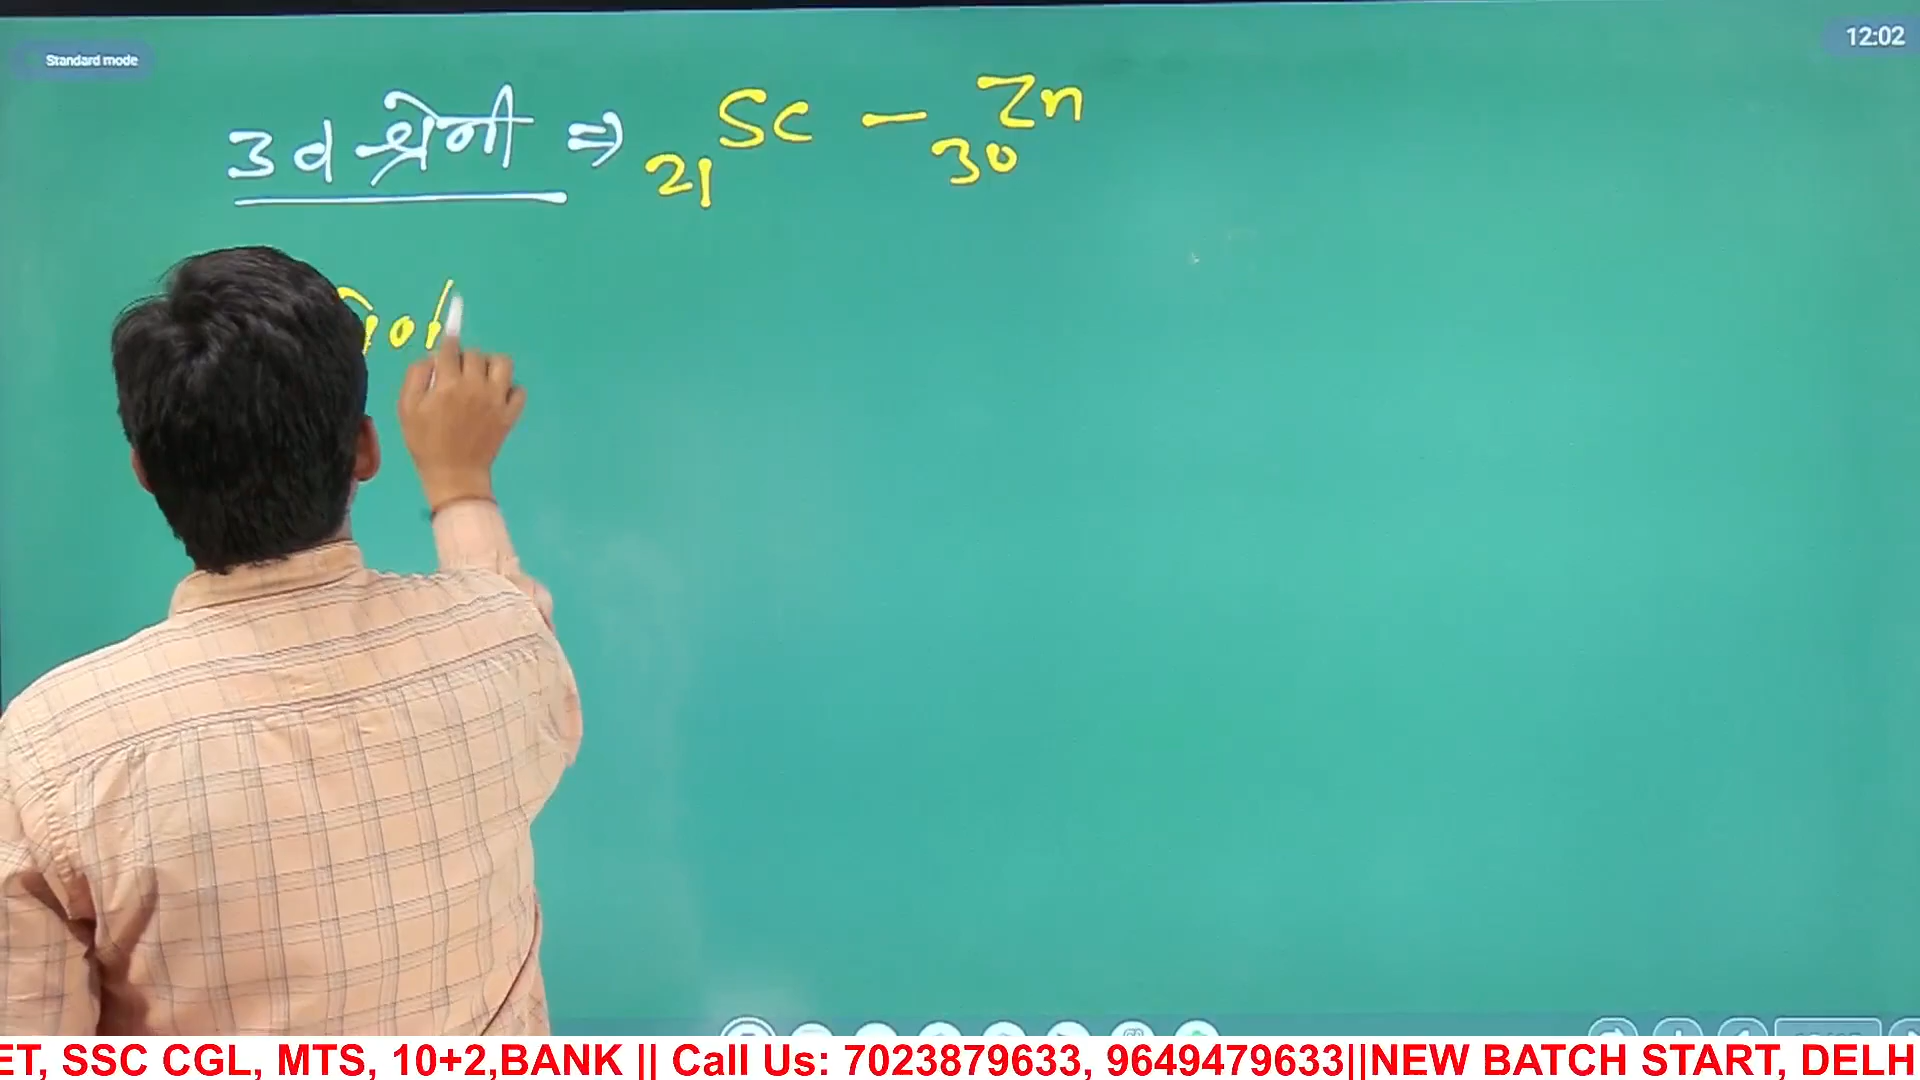 Standard mode
12:02
3d श्रेणी ⇒ 21Sc – 30Zn
ET, SSC CGL, MTS, 10+2,BANK || Call Us: 7023879633, 9649479633||NEW BATCH START, DELH